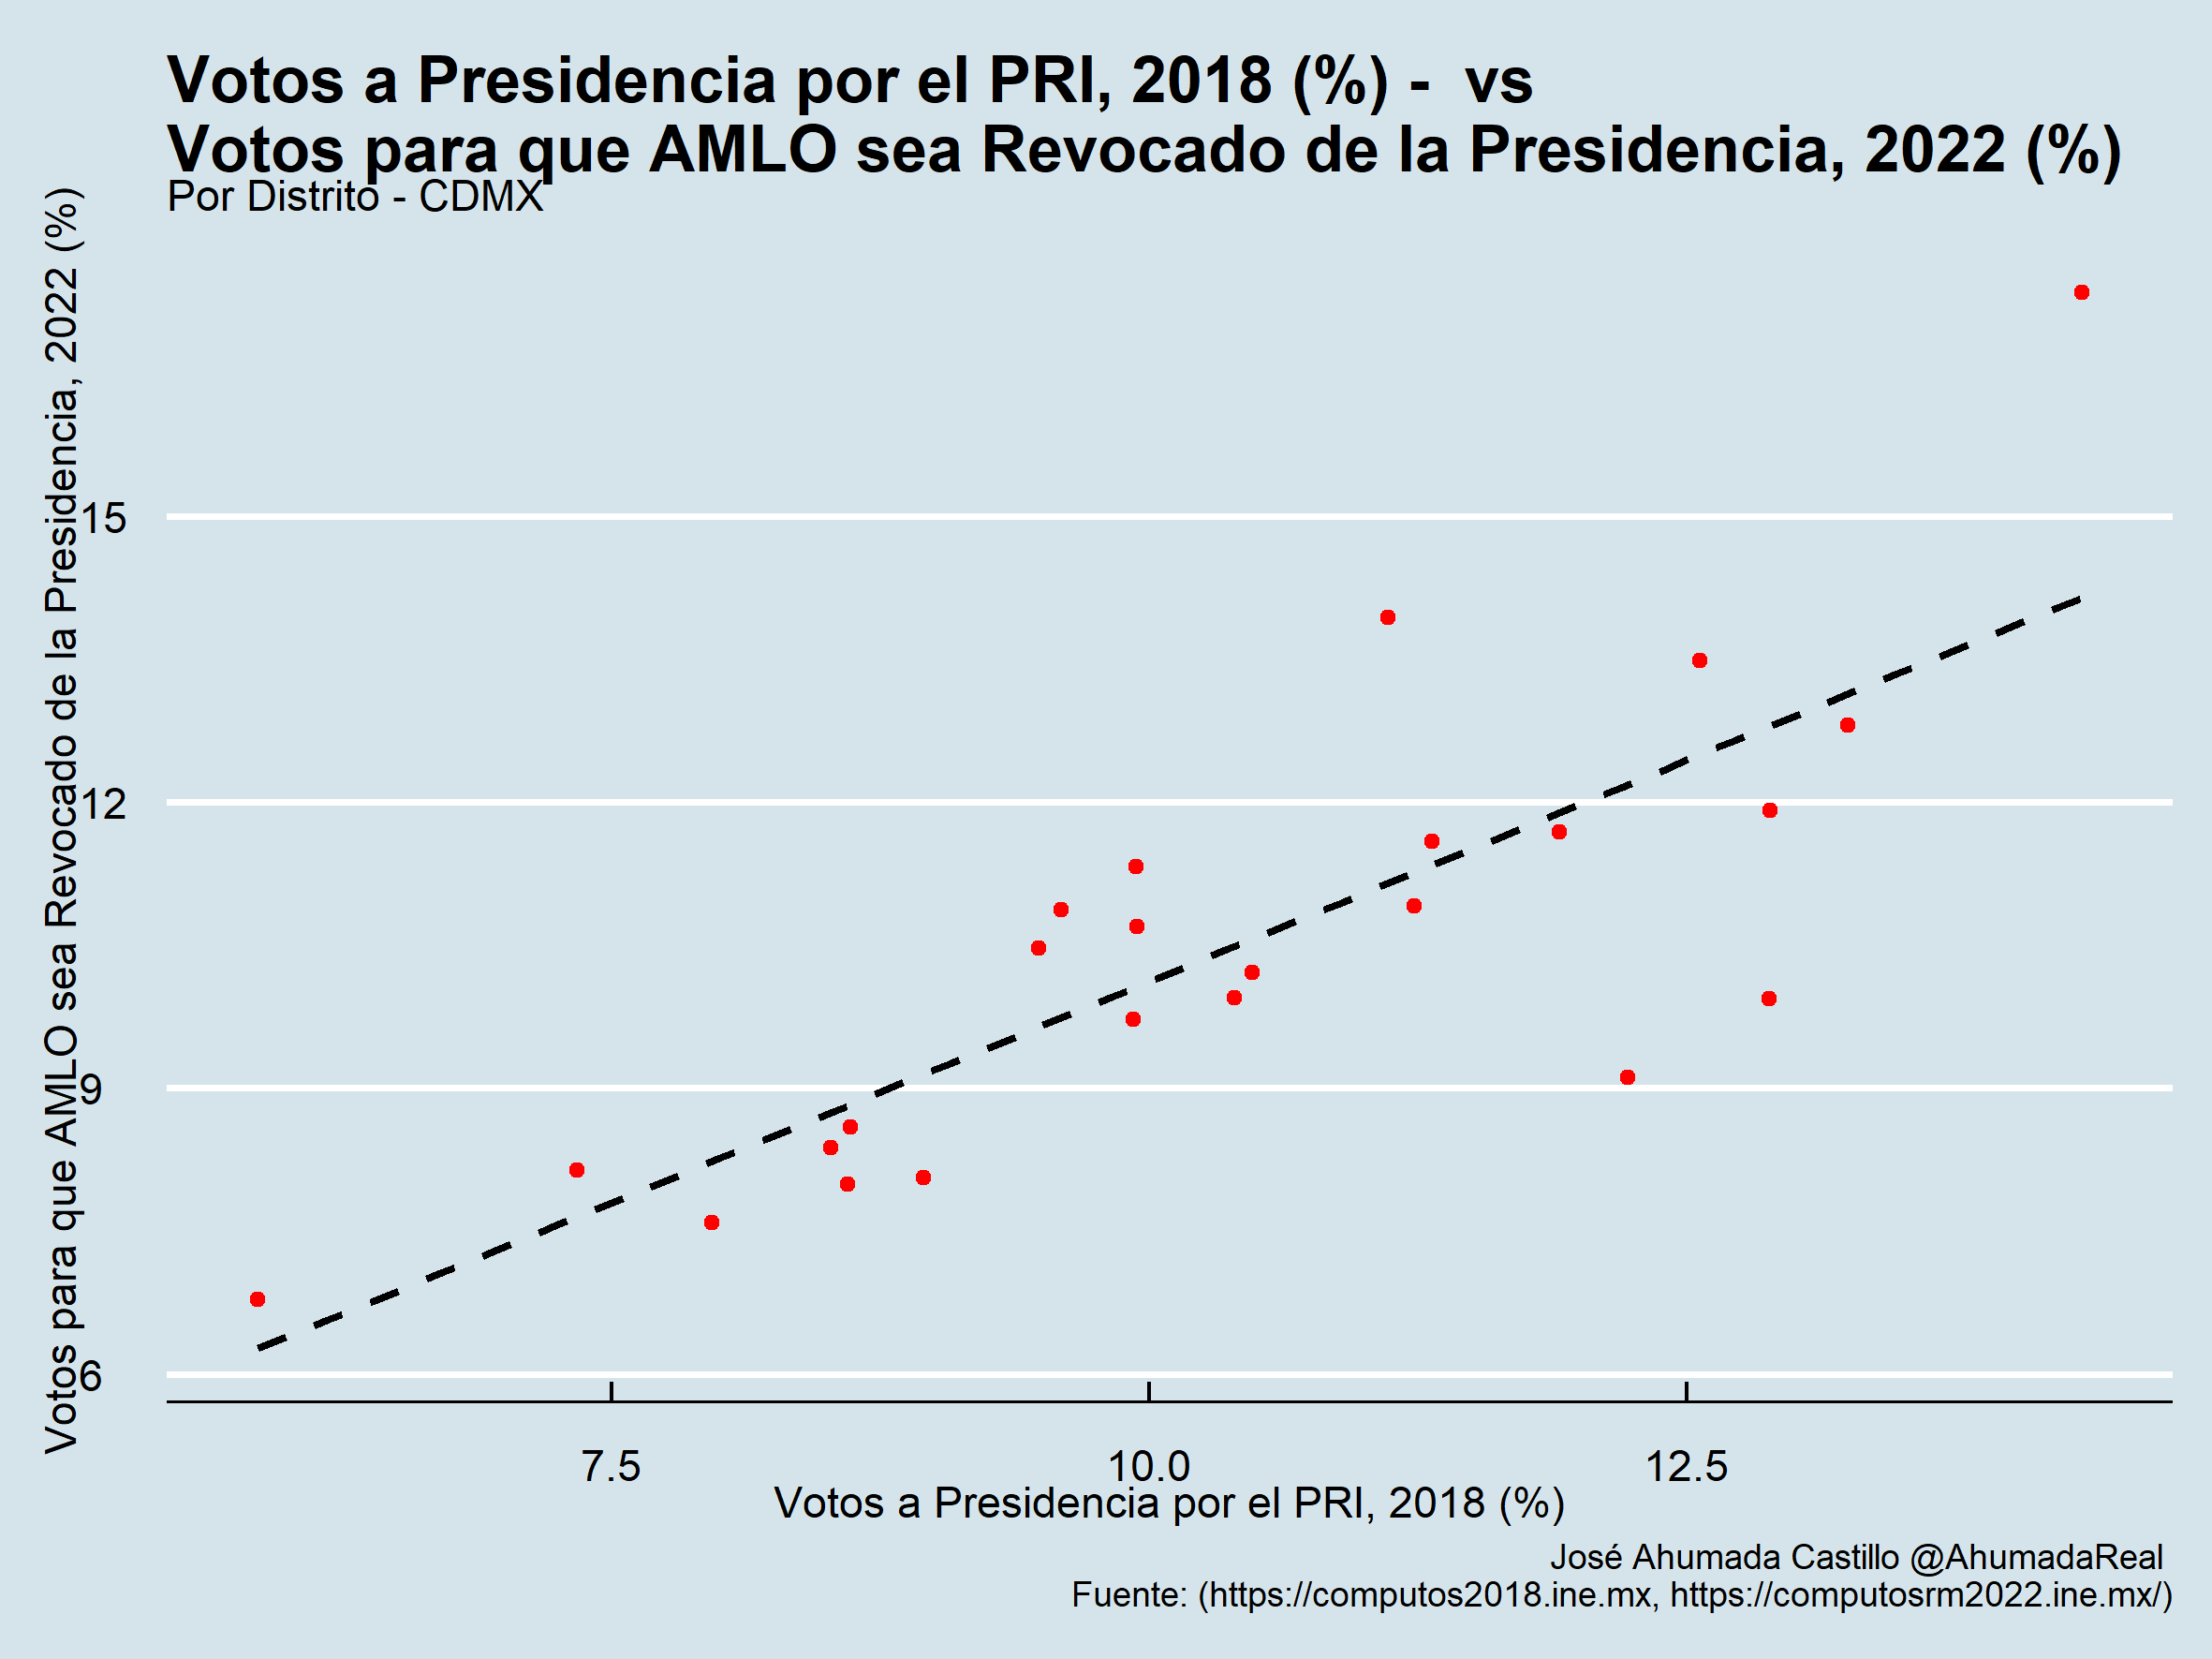 Votos a Presidencia por el PRI, 2018 (%) -  vs
Votos para que AMLO sea Revocado de la Presidencia, 2022 (%)
Por Distrito - CDMX
Votos para que AMLO sea Revocado de la Presidencia, 2022 (%)
15
12
9
6
7.5 10.0 12.5
Votos a Presidencia por el PRI, 2018 (%)
José Ahumada Castillo @AhumadaReal
Fuente: (https://computos2018.ine.mx, https://computosrm2022.ine.mx/)